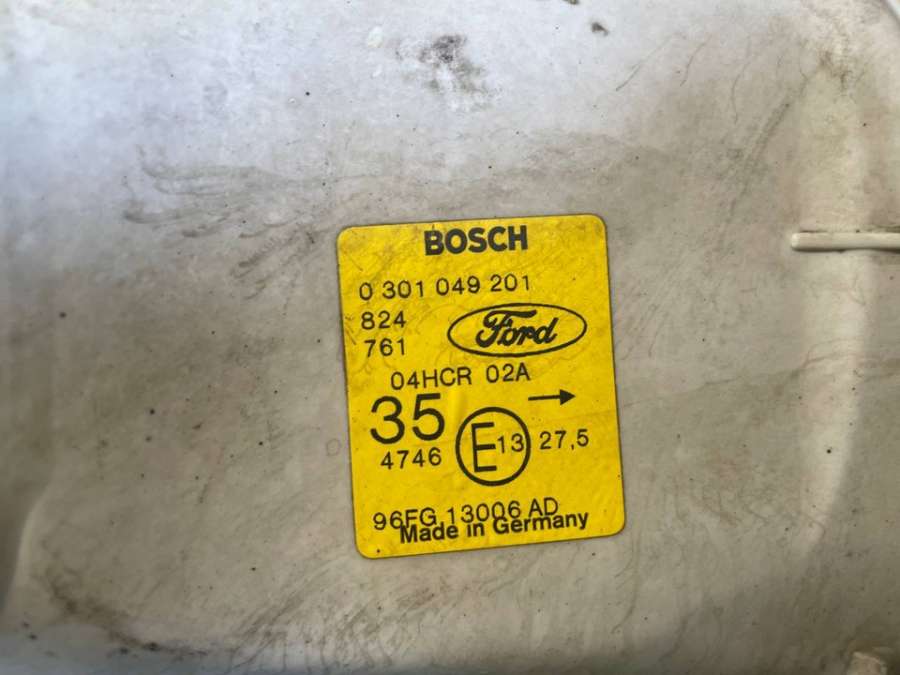 BOSCH
0 301 049 201
824
Ford
761
04HCR 02A
35
4746
E13
27,5
96FG 13006 AD
Made in Germany